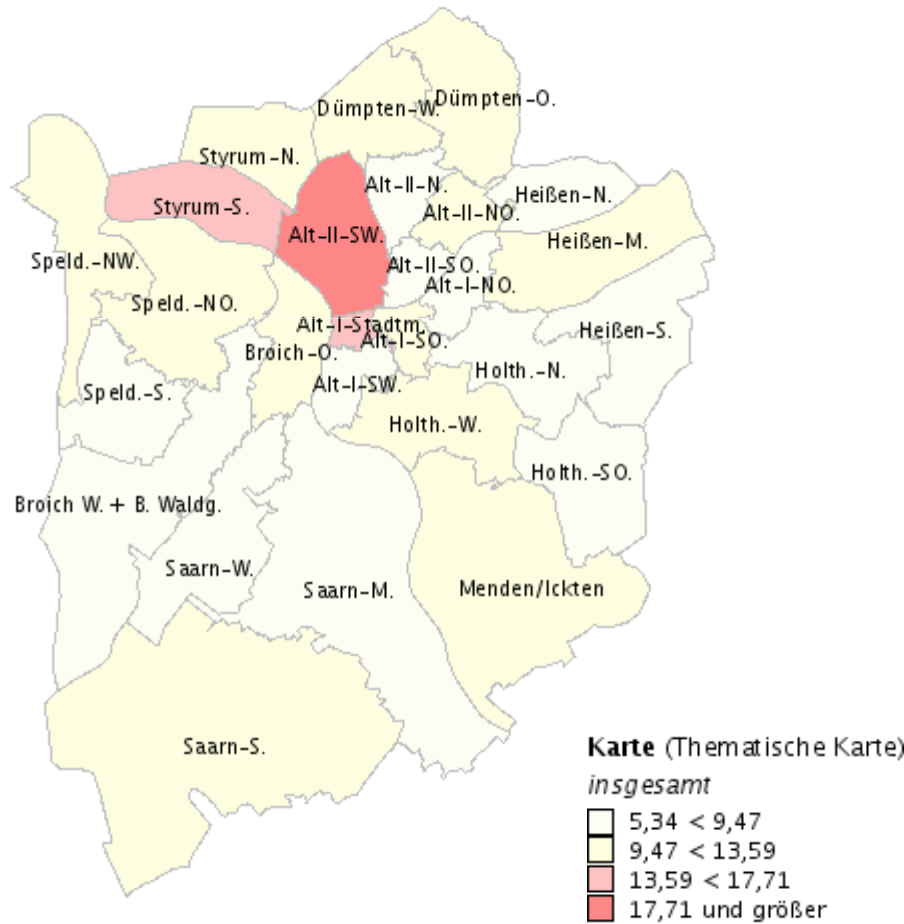 Dümpten-W.
Dümpten-O.
Styrum-N.
Alt-II-N.
Heißen-N.
Styrum-S.
Alt-II-NO.
Alt-II-SW.
Heißen-M.
Speld.-NW.
Alt-II-SO.
Alt-I-NO.
Speld.-NO.
Alt-I-Stadtm.
Heißen-S.
Alt-I-SO.
Broich-O.
Holth.-N.
Alt-I-SW.
Speld.-S.
Holth.-W.
Holth.-SO.
Broich W. + B. Waldg.
Saarn-W.
Saarn-M.
Menden/Ickten
Saarn-S.
Karte (Thematische Karte)
insgesamt
5,34 < 9,47
9,47 < 13,59
13,59 < 17,71
17,71 und größer